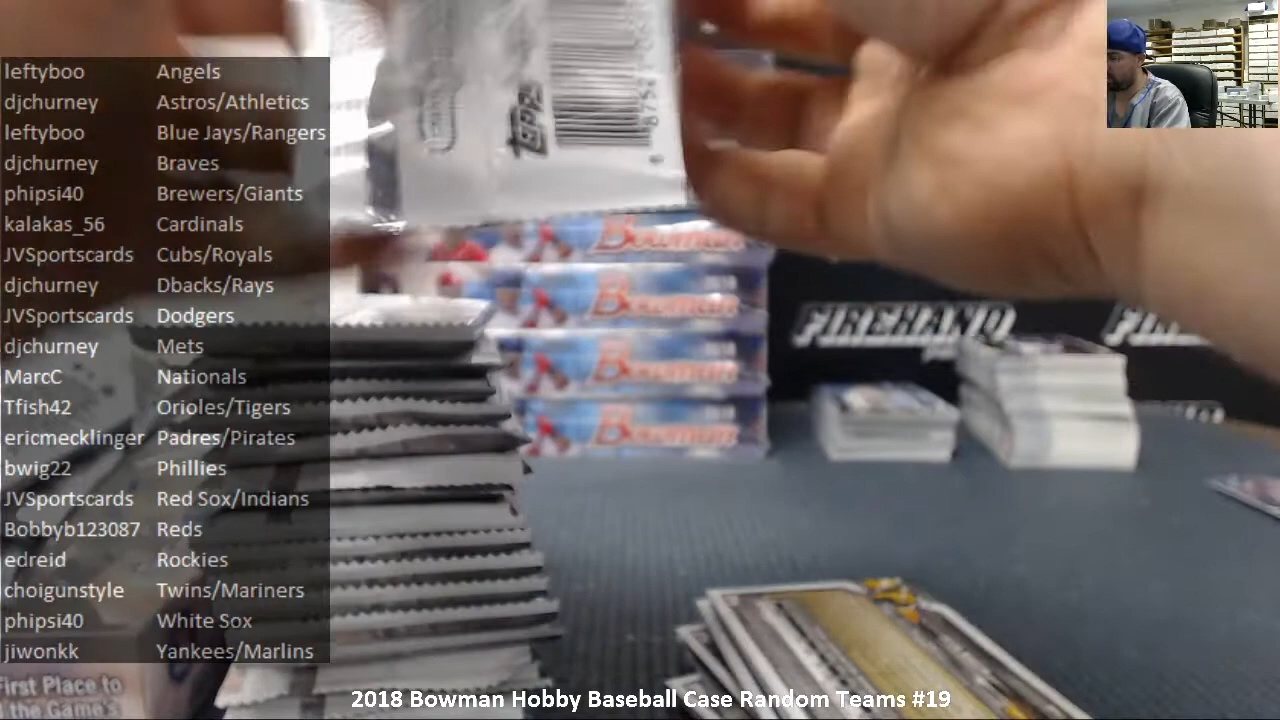 leftyboo Angels
djchurney Astros/Athletics
leftyboo Blue Jays/Rangers
djchurney Braves
phipsi40 Brewers/Giants
kalakas_56 Cardinals
JVSportscards Cubs/Royals
djchurney Dbacks/Rays
JVSportscards Dodgers
djchurney Mets
MarcC Nationals
Tfish42 Orioles/Tigers
ericmecklinger Padres/Pirates
bwig22 Phillies
JVSportscards Red Sox/Indians
Bobbyb123087 Reds
edreid Rockies
choigunstyle Twins/Mariners
phipsi40 White Sox
jiwonkk Yankees/Marlins
TOPPS
Bowman
Bowman
Bowman
Bowman
FIREHAND
First Place to
the Game's
2018 Bowman Hobby Baseball Case Random Teams #19